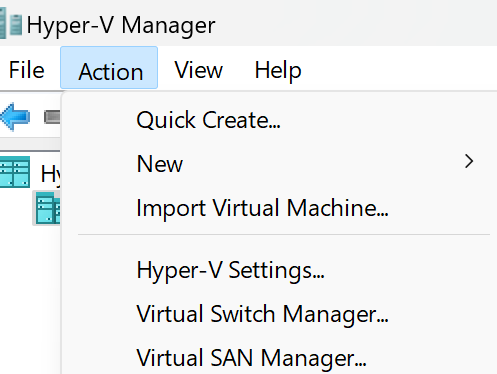 Hyper-V Manager
File Action View Help
Quick Create...
New
Hy
Import Virtual Machine...
Hyper-V Settings...
Virtual Switch Manager...
Virtual SAN Manager...